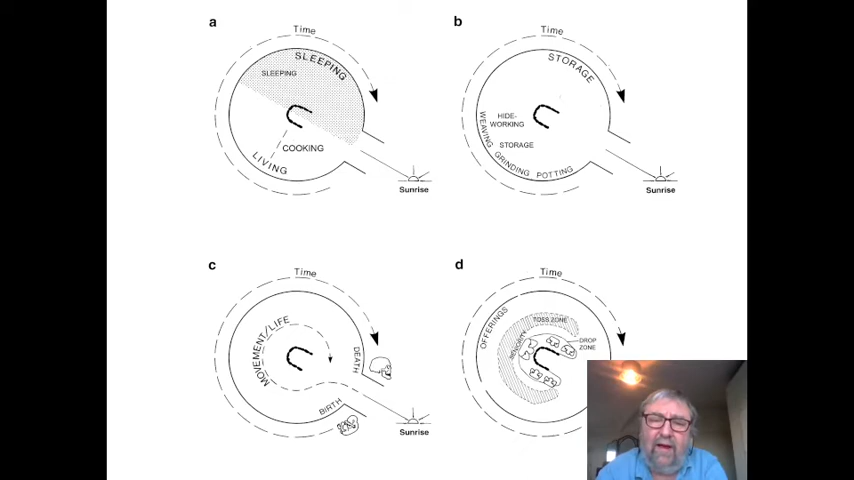 a
Time
SLEEPING
SLEEPING
COOKING
LIVING
Sunrise
b
Time
STORAGE
HIDE-
WORKING
WEAVING
STORAGE
GRINDING
POTTING
Sunrise
c
Time
MOVEMENT/LIFE
DEATH
BIRTH
Sunrise
d
Time
OFFERINGS
TOSS ZONE
SENIORITY
DROP
ZONE